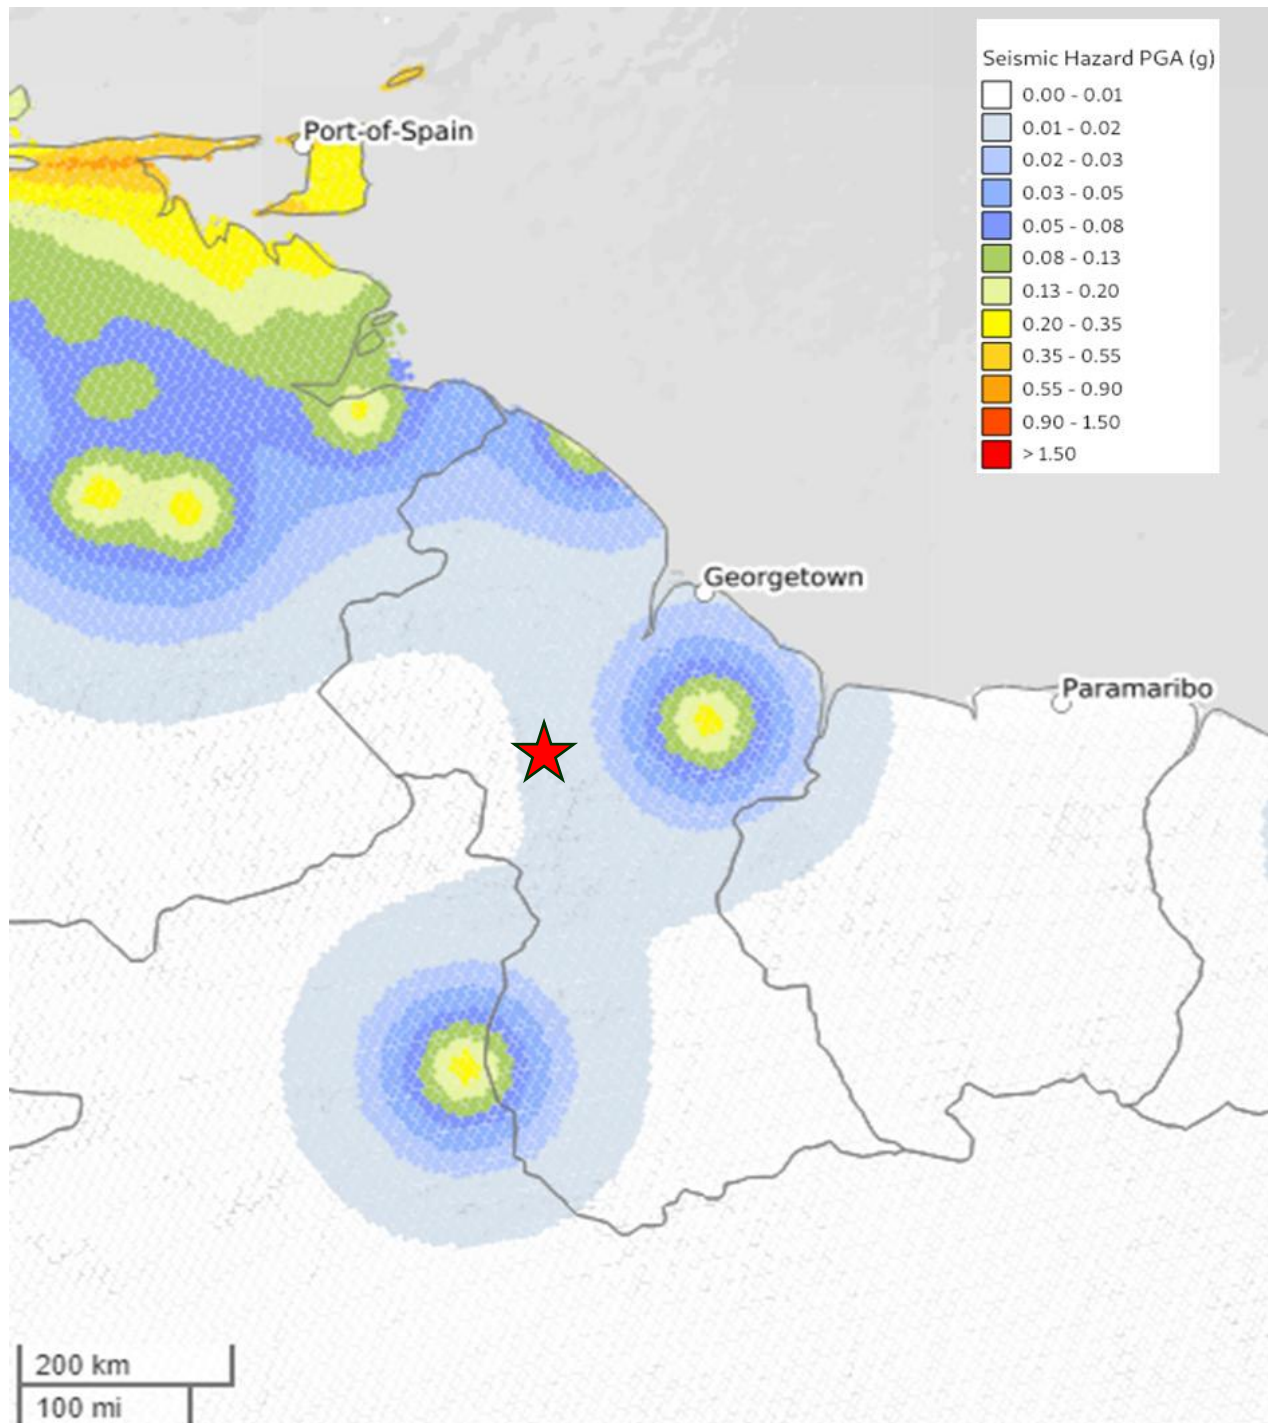 Seismic Hazard PGA (g)
0.00 - 0.01
0.01 - 0.02
0.02 - 0.03
0.03 - 0.05
0.05 - 0.08
0.08 - 0.13
0.13 - 0.20
0.20 - 0.35
0.35 - 0.55
0.55 - 0.90
0.90 - 1.50
> 1.50
Port-of-Spain
Georgetown
Paramaribo
200 km
100 mi